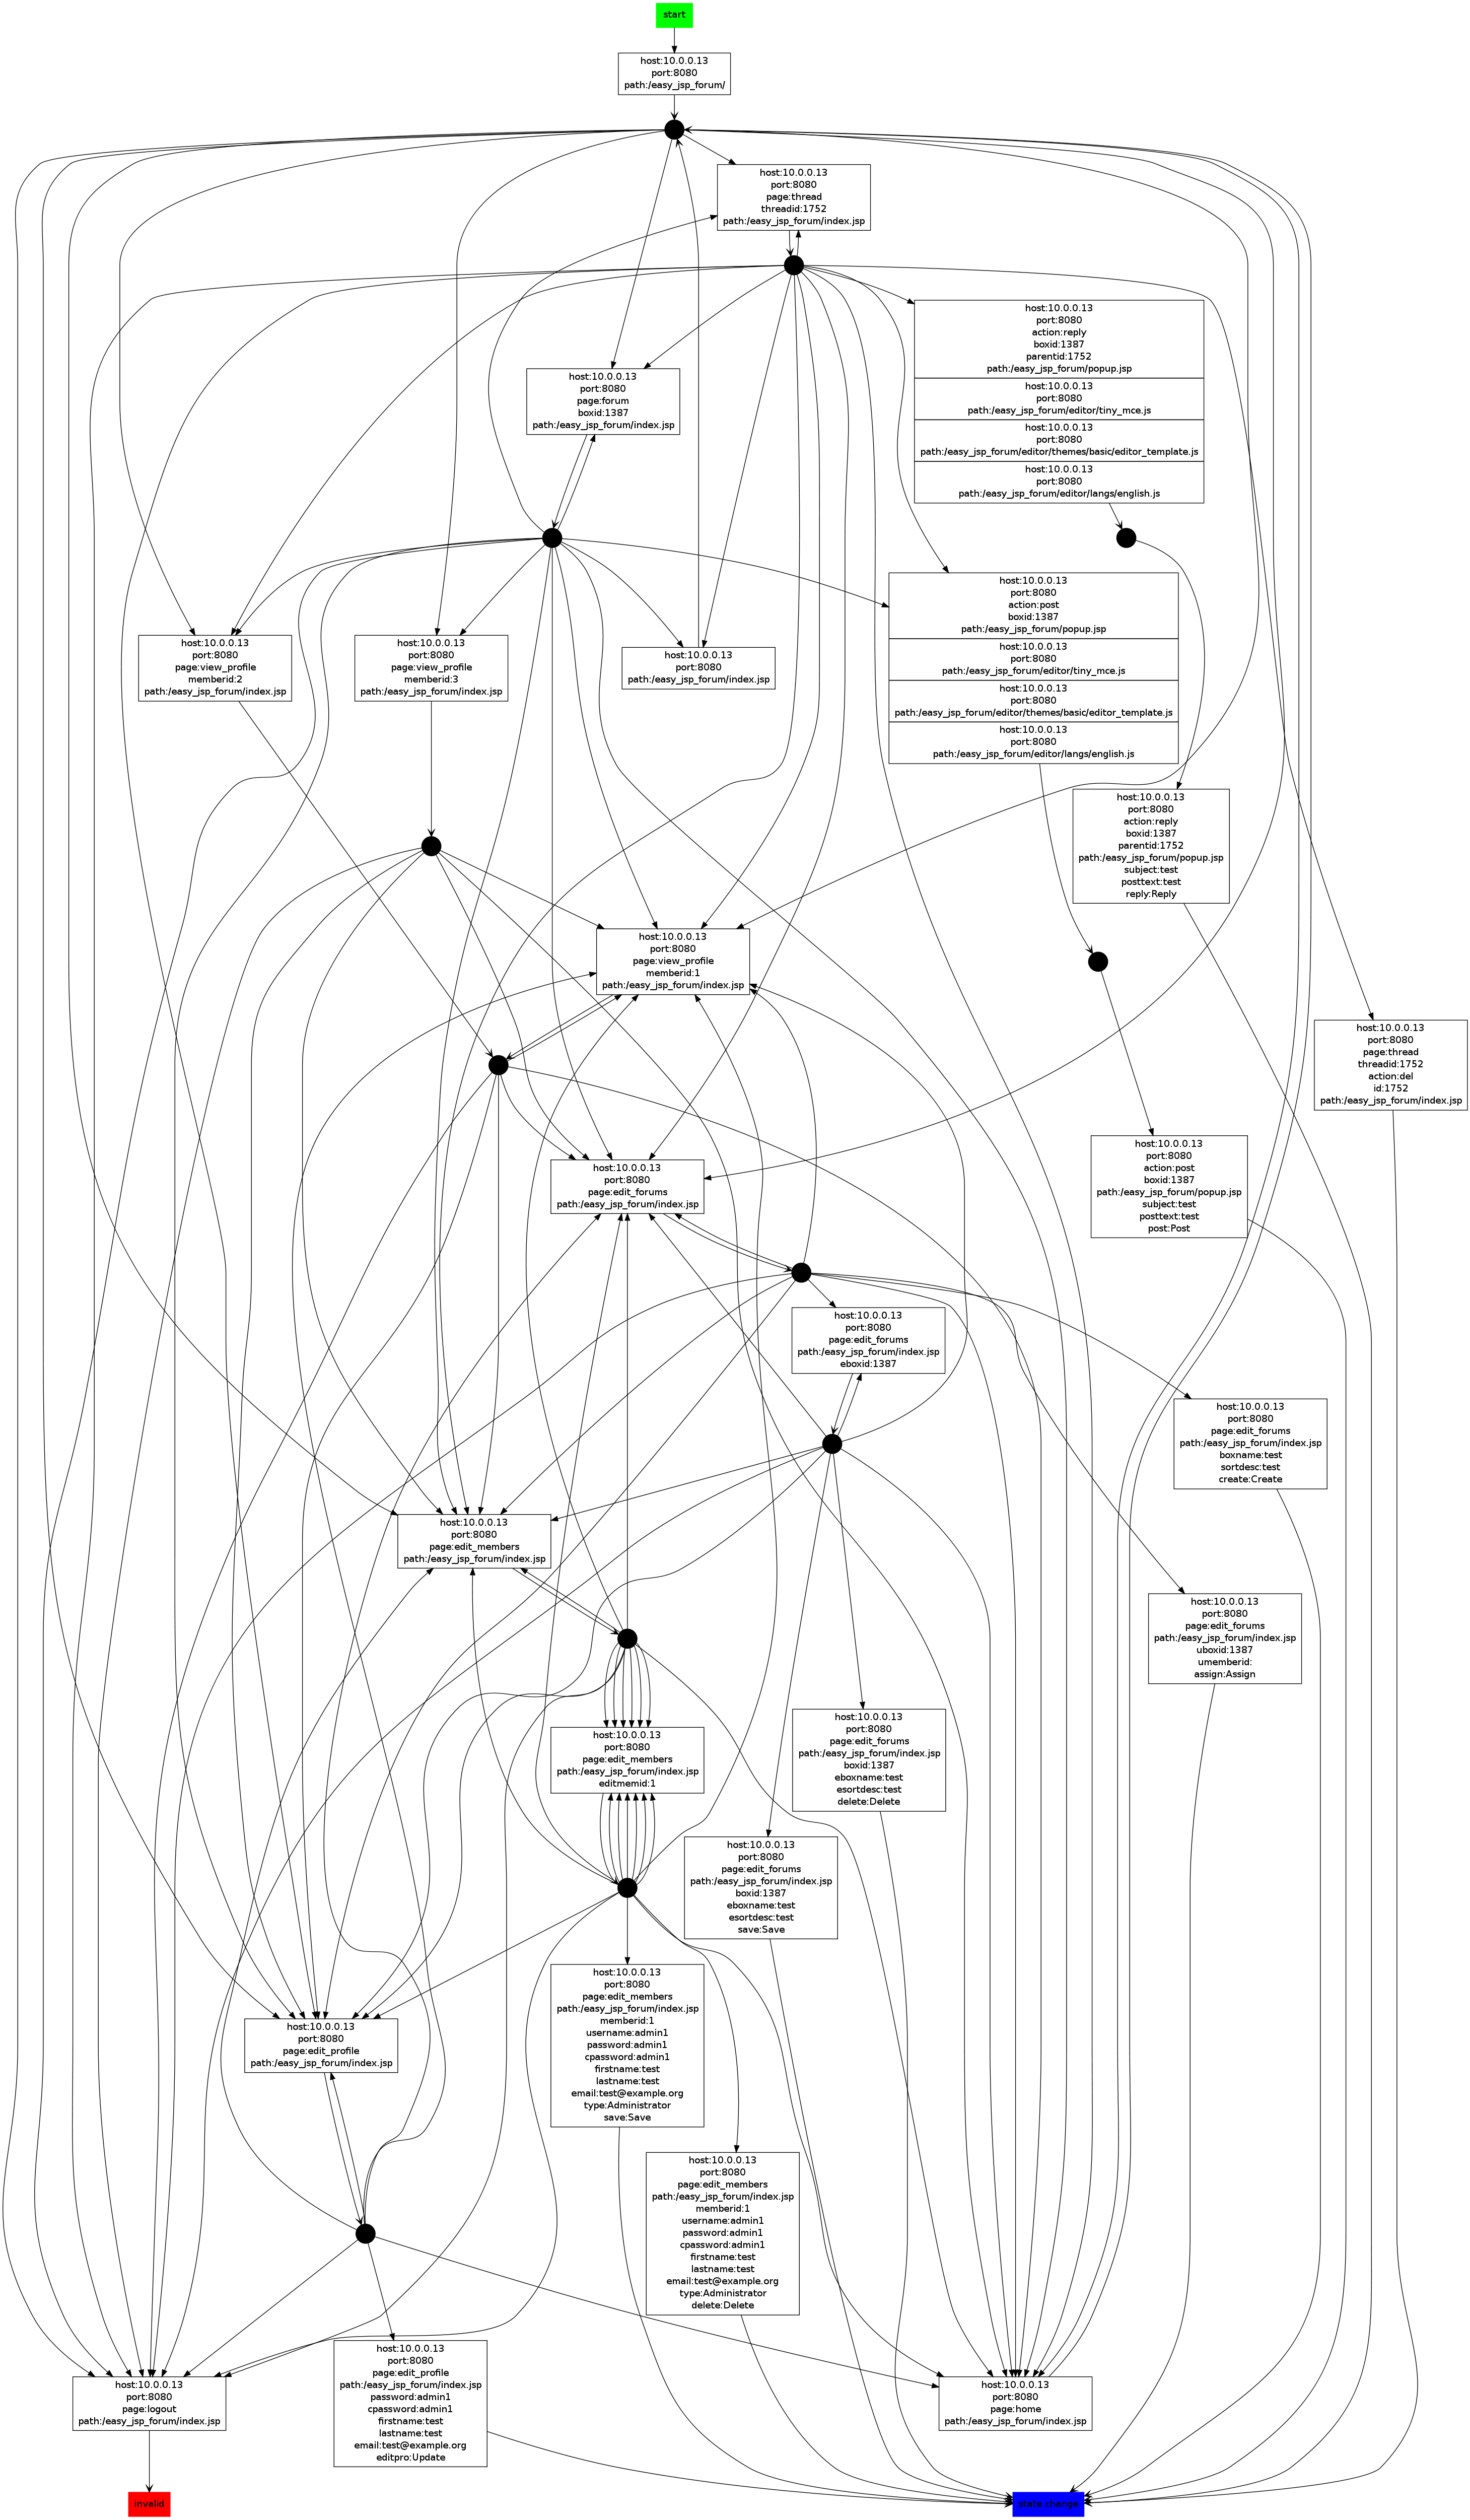 start
host:10.0.0.13
port:8080
path:/easy_jsp_forum/
host:10.0.0.13
port:8080
page:thread
threadid:1752
path:/easy_jsp_forum/index.jsp
host:10.0.0.13
port:8080
action:reply
boxid:1387
parentid:1752
path:/easy_jsp_forum/popup.jsp
host:10.0.0.13
port:8080
path:/easy_jsp_forum/editor/tiny_mce.js
host:10.0.0.13
port:8080
path:/easy_jsp_forum/editor/themes/basic/editor_template.js
host:10.0.0.13
port:8080
path:/easy_jsp_forum/editor/langs/english.js
host:10.0.0.13
port:8080
page:forum
boxid:1387
path:/easy_jsp_forum/index.jsp
host:10.0.0.13
port:8080
action:post
boxid:1387
path:/easy_jsp_forum/popup.jsp
host:10.0.0.13
port:8080
path:/easy_jsp_forum/editor/tiny_mce.js
host:10.0.0.13
port:8080
path:/easy_jsp_forum/editor/themes/basic/editor_template.js
host:10.0.0.13
port:8080
path:/easy_jsp_forum/editor/langs/english.js
host:10.0.0.13
port:8080
page:view_profile
memberid:2
path:/easy_jsp_forum/index.jsp
host:10.0.0.13
port:8080
page:view_profile
memberid:3
path:/easy_jsp_forum/index.jsp
host:10.0.0.13
port:8080
path:/easy_jsp_forum/index.jsp
host:10.0.0.13
port:8080
action:reply
boxid:1387
parentid:1752
path:/easy_jsp_forum/popup.jsp
subject:test
posttext:test
reply:Reply
host:10.0.0.13
port:8080
page:view_profile
memberid:1
path:/easy_jsp_forum/index.jsp
host:10.0.0.13
port:8080
page:thread
threadid:1752
action:del
id:1752
path:/easy_jsp_forum/index.jsp
host:10.0.0.13
port:8080
action:post
boxid:1387
path:/easy_jsp_forum/popup.jsp
subject:test
posttext:test
post:Post
host:10.0.0.13
port:8080
page:edit_forums
path:/easy_jsp_forum/index.jsp
host:10.0.0.13
port:8080
page:edit_forums
path:/easy_jsp_forum/index.jsp
eboxid:1387
host:10.0.0.13
port:8080
page:edit_forums
path:/easy_jsp_forum/index.jsp
boxname:test
sortdesc:test
create:Create
host:10.0.0.13
port:8080
page:edit_members
path:/easy_jsp_forum/index.jsp
host:10.0.0.13
port:8080
page:edit_forums
path:/easy_jsp_forum/index.jsp
uboxid:1387
umemberid:
assign:Assign
host:10.0.0.13
port:8080
page:edit_forums
path:/easy_jsp_forum/index.jsp
boxid:1387
eboxname:test
esortdesc:test
delete:Delete
host:10.0.0.13
port:8080
page:edit_members
path:/easy_jsp_forum/index.jsp
editmemid:1
host:10.0.0.13
port:8080
page:edit_forums
path:/easy_jsp_forum/index.jsp
boxid:1387
eboxname:test
esortdesc:test
save:Save
host:10.0.0.13
port:8080
page:edit_members
path:/easy_jsp_forum/index.jsp
memberid:1
username:admin1
password:admin1
cpassword:admin1
firstname:test
lastname:test
email:test@example.org
type:Administrator
save:Save
host:10.0.0.13
port:8080
page:edit_profile
path:/easy_jsp_forum/index.jsp
host:10.0.0.13
port:8080
page:edit_members
path:/easy_jsp_forum/index.jsp
memberid:1
username:admin1
password:admin1
cpassword:admin1
firstname:test
lastname:test
email:test@example.org
type:Administrator
delete:Delete
host:10.0.0.13
port:8080
page:edit_profile
path:/easy_jsp_forum/index.jsp
password:admin1
cpassword:admin1
firstname:test
lastname:test
email:test@example.org
editpro:Update
host:10.0.0.13
port:8080
page:logout
path:/easy_jsp_forum/index.jsp
host:10.0.0.13
port:8080
page:home
path:/easy_jsp_forum/index.jsp
invalid
state change